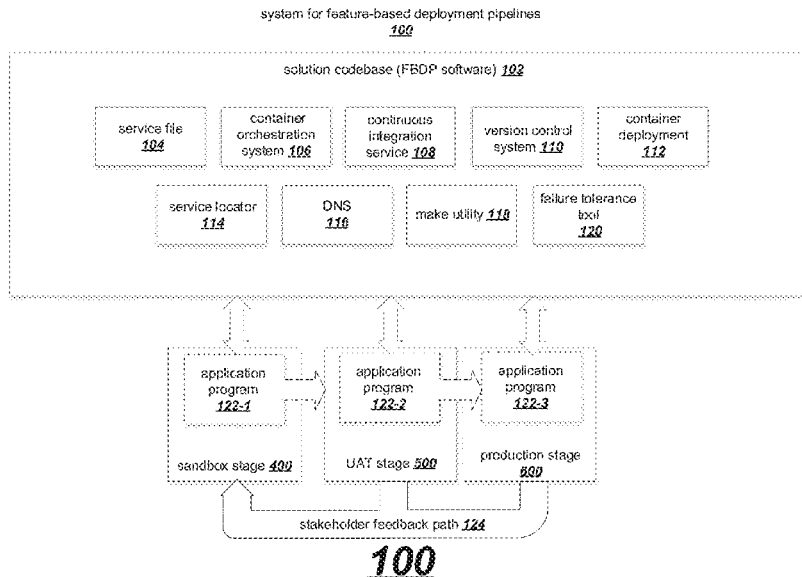 system for feature-based deployment pipelines
100
solution codebase (FBDP software) 102
service file
104
container
orchestration
system 106
continuous
integration
service 108
version control
system 110
container
deployment
112
service locator
114
DNS
116
make utility 118
failure tolerance
tool
120
application
program
122-1
application
program
122-2
application
program
122-3
sandbox stage 400
UAT stage 500
production stage
600
stakeholder feedback path 124
100